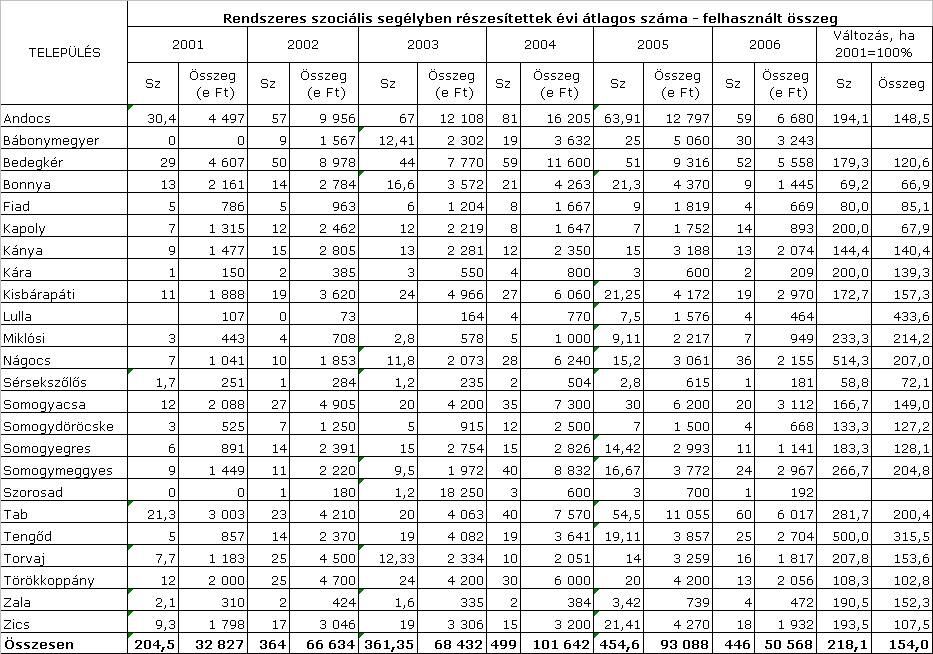 Rendszeres szociális segélyben részesítettek évi átlagos száma - felhasznált összeg
TELEPÜLÉS 2001 2002 2003 2004 2005 2006 Változás, ha 2001=100%
Sz Összeg (e Ft) Sz Összeg (e Ft) Sz Összeg (e Ft) Sz Összeg (e Ft) Sz Összeg (e Ft) Sz Összeg (e Ft) Sz Összeg
Andocs 30,4 4 497 57 9 956 67 12 108 81 16 205 63,91 12 797 59 6 680 194,1 148,5
Bábonymegyer 0 0 9 1 567 12,41 2 302 19 3 632 25 5 060 30 3 243
Bedegkér 29 4 607 50 8 978 44 7 770 59 11 600 51 9 316 52 5 558 179,3 120,6
Bonnya 13 2 161 14 2 784 16,6 3 572 21 4 263 21,3 4 370 9 1 445 69,2 66,9
Fiad 5 786 5 963 6 1 204 8 1 667 9 1 819 4 669 80,0 85,1
Kapoly 7 1 315 12 2 462 12 2 219 8 1 647 7 1 752 14 893 200,0 67,9
Kánya 9 1 477 15 2 805 13 2 281 12 2 350 15 3 188 13 2 074 144,4 140,4
Kára 1 150 2 385 3 550 4 800 3 600 2 209 200,0 139,3
Kisbárapáti 11 1 888 19 3 620 24 4 966 27 6 060 21,25 4 172 19 2 970 172,7 157,3
Lulla 107 0 73 164 4 770 7,5 1 576 4 464 433,6
Miklósi 3 443 4 708 2,8 578 5 1 000 9,11 2 217 7 949 233,3 214,2
Nágocs 7 1 041 10 1 853 11,8 2 073 28 6 240 15,2 3 061 36 2 155 514,3 207,0
Sérsekszőlős 1,7 251 1 284 1,2 235 2 504 2,8 615 1 181 58,8 72,1
Somogyacsa 12 2 088 27 4 905 20 4 200 35 7 300 30 6 200 20 3 112 166,7 149,0
Somogydöröcske 3 525 7 1 250 5 915 12 2 500 7 1 500 4 668 133,3 127,2
Somogyegres 6 891 14 2 391 15 2 754 15 2 826 14,42 2 993 11 1 141 183,3 128,1
Somogymeggyes 9 1 449 11 2 220 9,5 1 972 40 8 832 16,67 3 772 24 2 967 266,7 204,8
Szorosad 0 0 1 180 1,2 18 250 3 600 3 700 1 192
Tab 21,3 3 003 23 4 210 20 4 063 40 7 570 54,5 11 055 60 6 017 281,7 200,4
Tengőd 5 857 14 2 370 19 4 082 19 3 641 19,11 3 857 25 2 704 500,0 315,5
Torvaj 7,7 1 183 25 4 500 12,33 2 334 10 2 051 14 3 259 16 1 817 207,8 153,6
Törökkoppány 12 2 000 25 4 700 24 4 200 30 6 000 20 4 200 13 2 056 108,3 102,8
Zala 2,1 310 2 424 1,6 335 2 384 3,42 739 4 472 190,5 152,3
Zics 9,3 1 798 17 3 046 19 3 306 15 3 200 21,41 4 270 18 1 932 193,5 107,5
Összesen 204,5 32 827 364 66 634 361,35 68 432 499 101 642 454,6 93 088 446 50 568 218,1 154,0